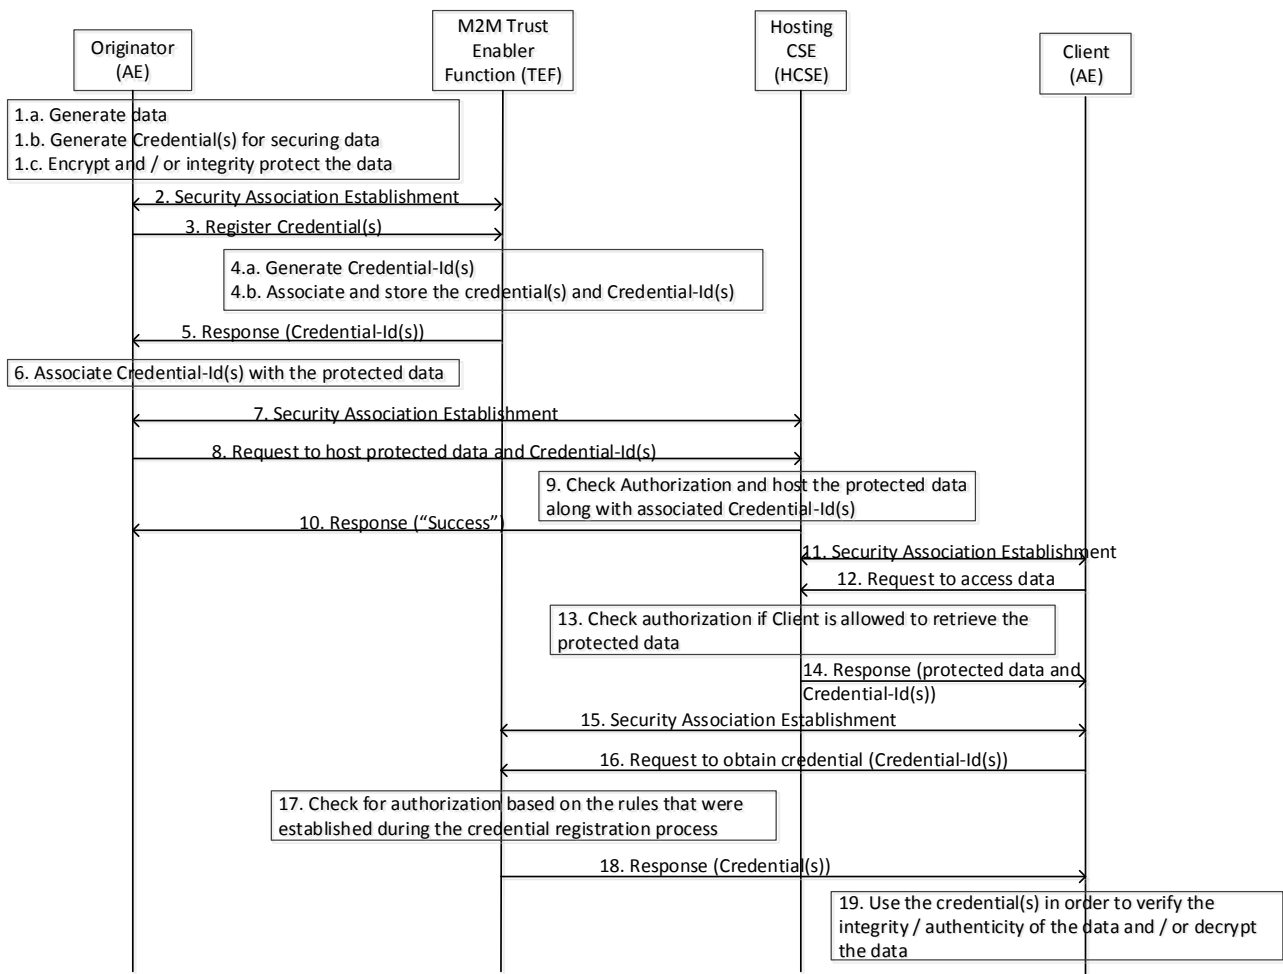 Originator
(AE)
M2M Trust
Enabler
Function (TEF)
Hosting
CSE
(HCSE)
Client
(AE)
1.a. Generate data
1.b. Generate Credential(s) for securing data
1.c. Encrypt and / or integrity protect the data
2. Security Association Establishment
3. Register Credential(s)
4.a. Generate Credential-Id(s)
4.b. Associate and store the credential(s) and Credential-Id(s)
5. Response (Credential-Id(s))
6. Associate Credential-Id(s) with the protected data
7. Security Association Establishment
8. Request to host protected data and Credential-Id(s)
9. Check Authorization and host the protected data
along with associated Credential-Id(s)
10. Response (“Success”)
11. Security Association Establishment
12. Request to access data
13. Check authorization if Client is allowed to retrieve the
protected data
14. Response (protected data and
Credential-Id(s))
15. Security Association Establishment
16. Request to obtain credential (Credential-Id(s))
17. Check for authorization based on the rules that were
established during the credential registration process
18. Response (Credential(s))
19. Use the credential(s) in order to verify the
integrity / authenticity of the data and / or decrypt
the data